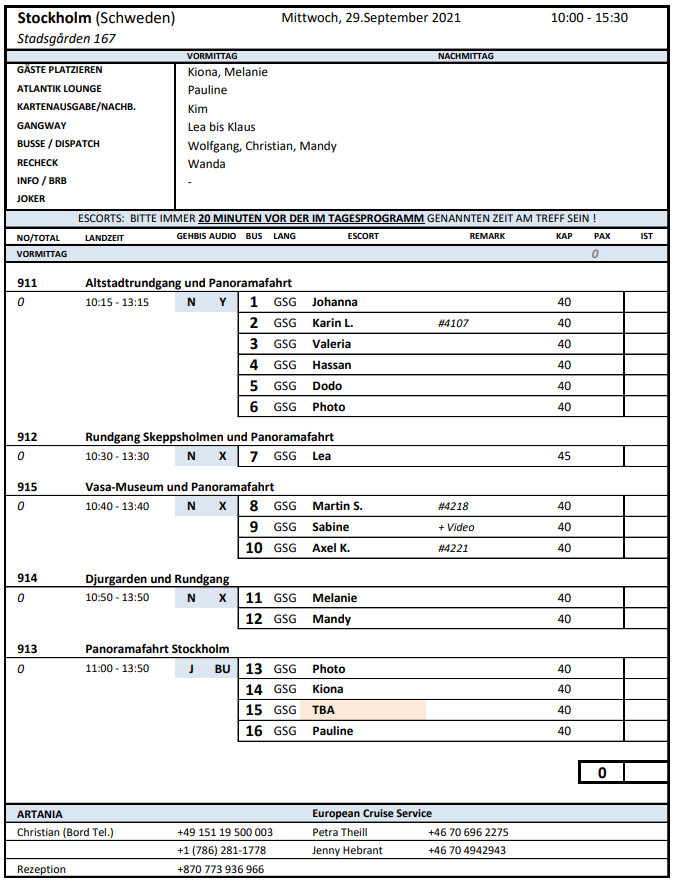 Stockholm (Schweden) Mittwoch, 29.September 2021 10:00 - 15:30
Stadsgården 167
VORMITTAG NACHMITTAG
GÄSTE PLATZIEREN Kiona, Melanie
ATLANTIK LOUNGE Pauline
KARTENAUSGABE/NACHB. Kim
GANGWAY Lea bis Klaus
BUSSE / DISPATCH Wolfgang, Christian, Mandy
RECHECK Wanda
INFO / BRB -
JOKER
ESCORTS: BITTE IMMER 20 MINUTEN VOR DER IM TAGESPROGRAMM GENANNTEN ZEIT AM TREFF SEIN !
NO/TOTAL LANDZEIT GEHBIS AUDIO BUS LANG ESCORT REMARK KAP PAX IST
VORMITTAG 0
911 Altstadtrundgang und Panoramafahrt
0 10:15 - 13:15 N Y 1 GSG Johanna 40
2 GSG Karin L. #4107 40
3 GSG Valeria 40
4 GSG Hassan 40
5 GSG Dodo 40
6 GSG Photo 40
912 Rundgang Skeppsholmen und Panoramafahrt
0 10:30 - 13:30 N X 7 GSG Lea 45
915 Vasa-Museum und Panoramafahrt
0 10:40 - 13:40 N X 8 GSG Martin S. #4218 40
9 GSG Sabine + Video 40
10 GSG Axel K. #4221 40
914 Djurgarden und Rundgang
0 10:50 - 13:50 N X 11 GSG Melanie 40
12 GSG Mandy 40
913 Panoramafahrt Stockholm
0 11:00 - 13:50 J BU 13 GSG Photo 40
14 GSG Kiona 40
15 GSG TBA 40
16 GSG Pauline 40
0
ARTANIA European Cruise Service
Christian (Bord Tel.) +49 151 19 500 003 Petra Theill +46 70 696 2275
+1 (786) 281-1778 Jenny Hebrant +46 70 4942943
Rezeption +870 773 936 966